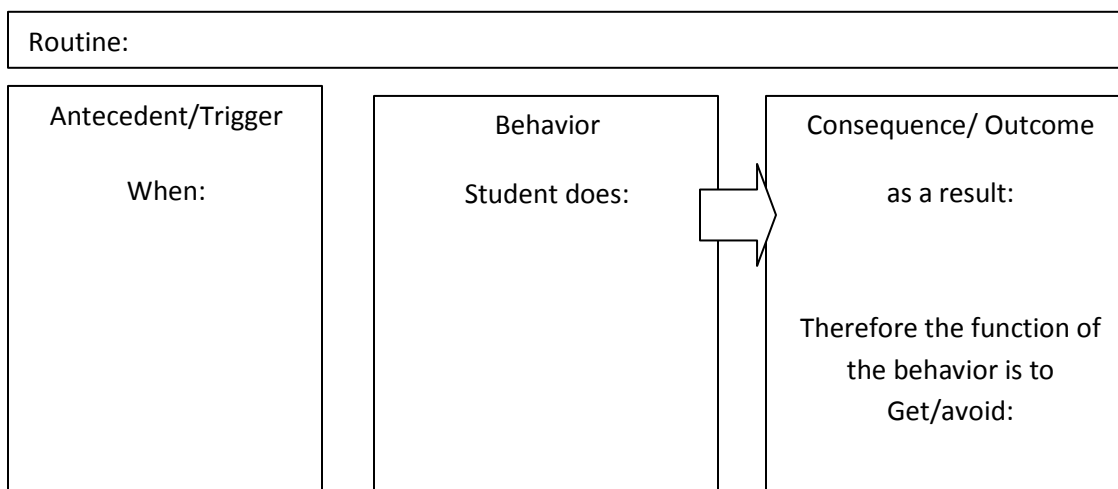 Routine:
Antecedent/Trigger
When:
Behavior
Student does:
Consequence/ Outcome
as a result:
Therefore the function of
the behavior is to
Get/avoid: